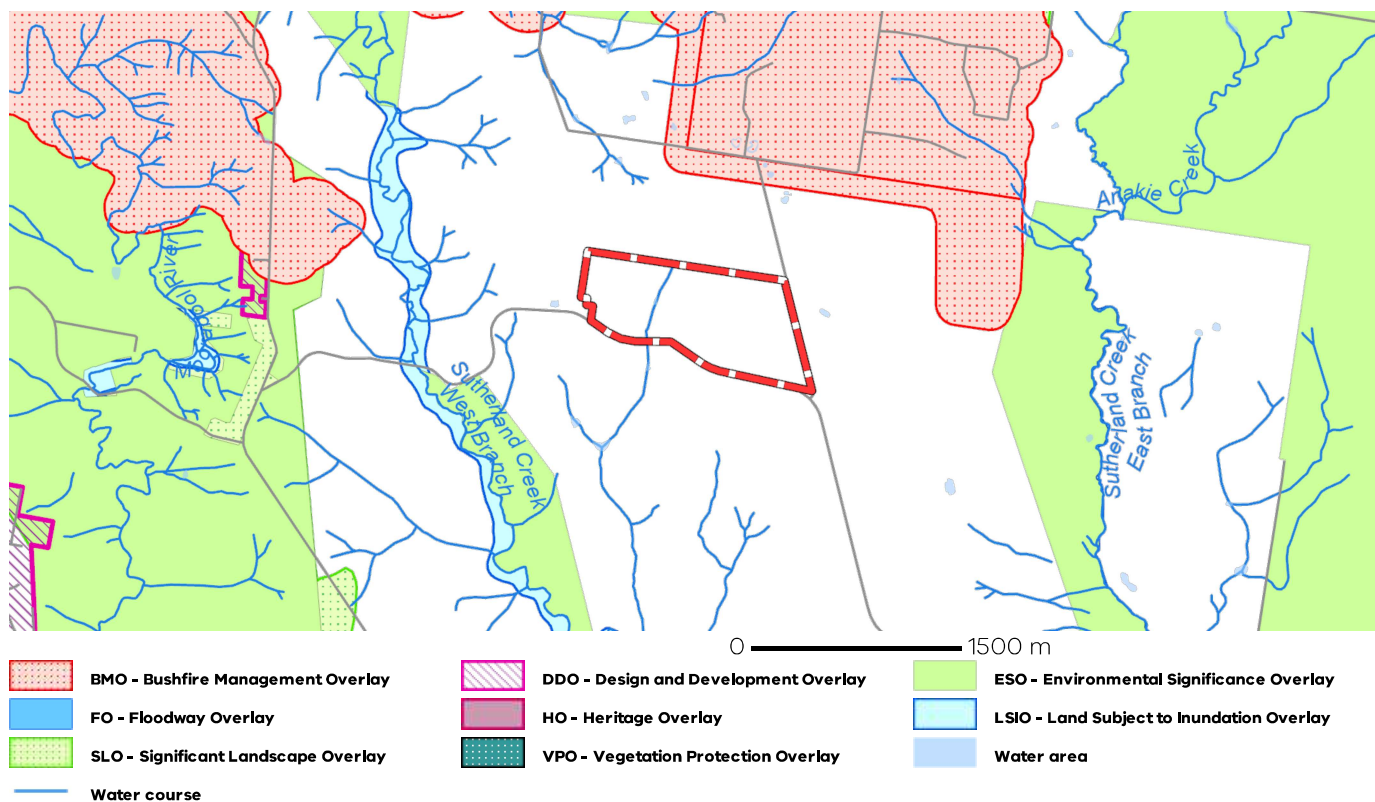 Anakie Creek
Moorabool River
Sutherland Creek
West Branch
Sutherland Creek
East Branch
0 1500 m
BMO - Bushfire Management Overlay
DDO - Design and Development Overlay
ESO - Environmental Significance Overlay
FO - Floodway Overlay
HO - Heritage Overlay
LSIO - Land Subject to Inundation Overlay
SLO - Significant Landscape Overlay
VPO - Vegetation Protection Overlay
Water area
Water course